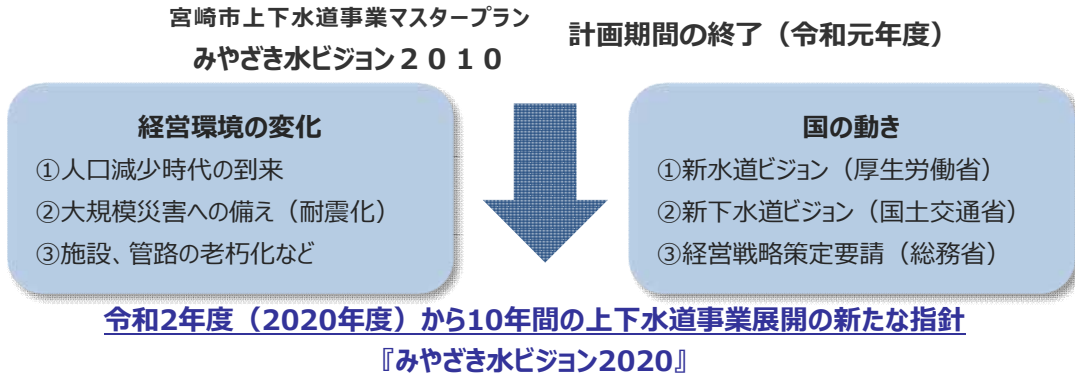 宮崎市上下水道事業マスタープラン
みやざき水ビジョン２０１０
計画期間の終了（令和元年度）
経営環境の変化
①人口減少時代の到来
②大規模災害への備え（耐震化）
③施設、管路の老朽化など
国の動き
①新水道ビジョン（厚生労働省）
②新下水道ビジョン（国土交通省）
③経営戦略策定要請（総務省）
令和2年度（2020年度）から10年間の上下水道事業展開の新たな指針
『みやざき水ビジョン2020』